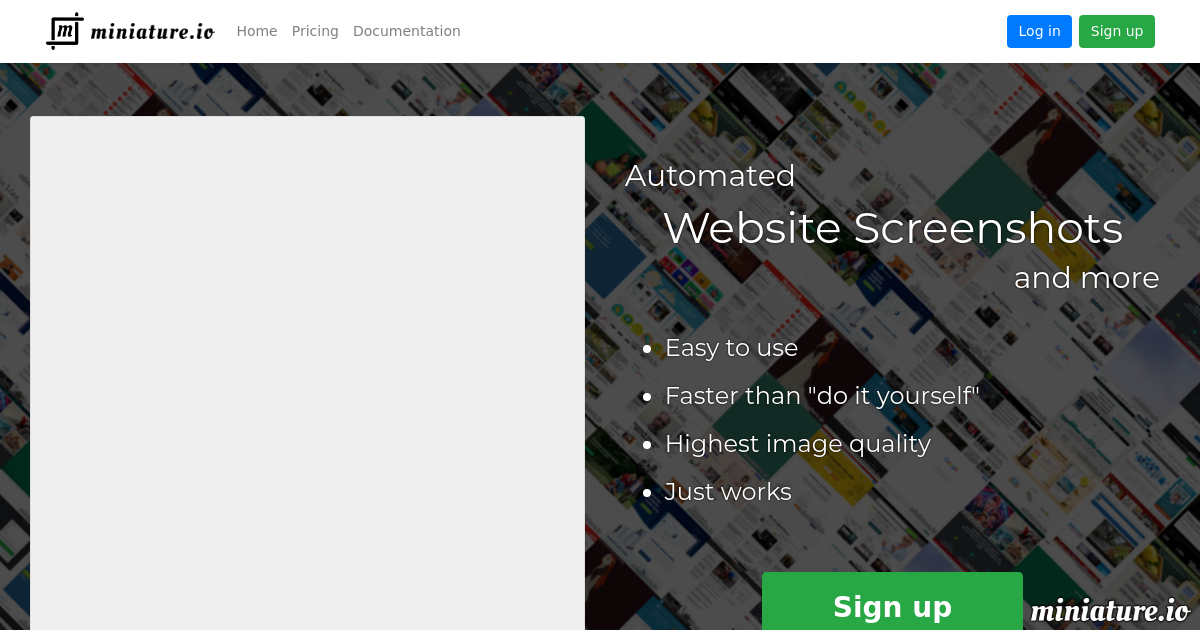 m miniature.io Home Pricing Documentation Log in Sign up
Automated
Website Screenshots
and more
Easy to use
Faster than "do it yourself"
Highest image quality
Just works
Sign up
miniature.io